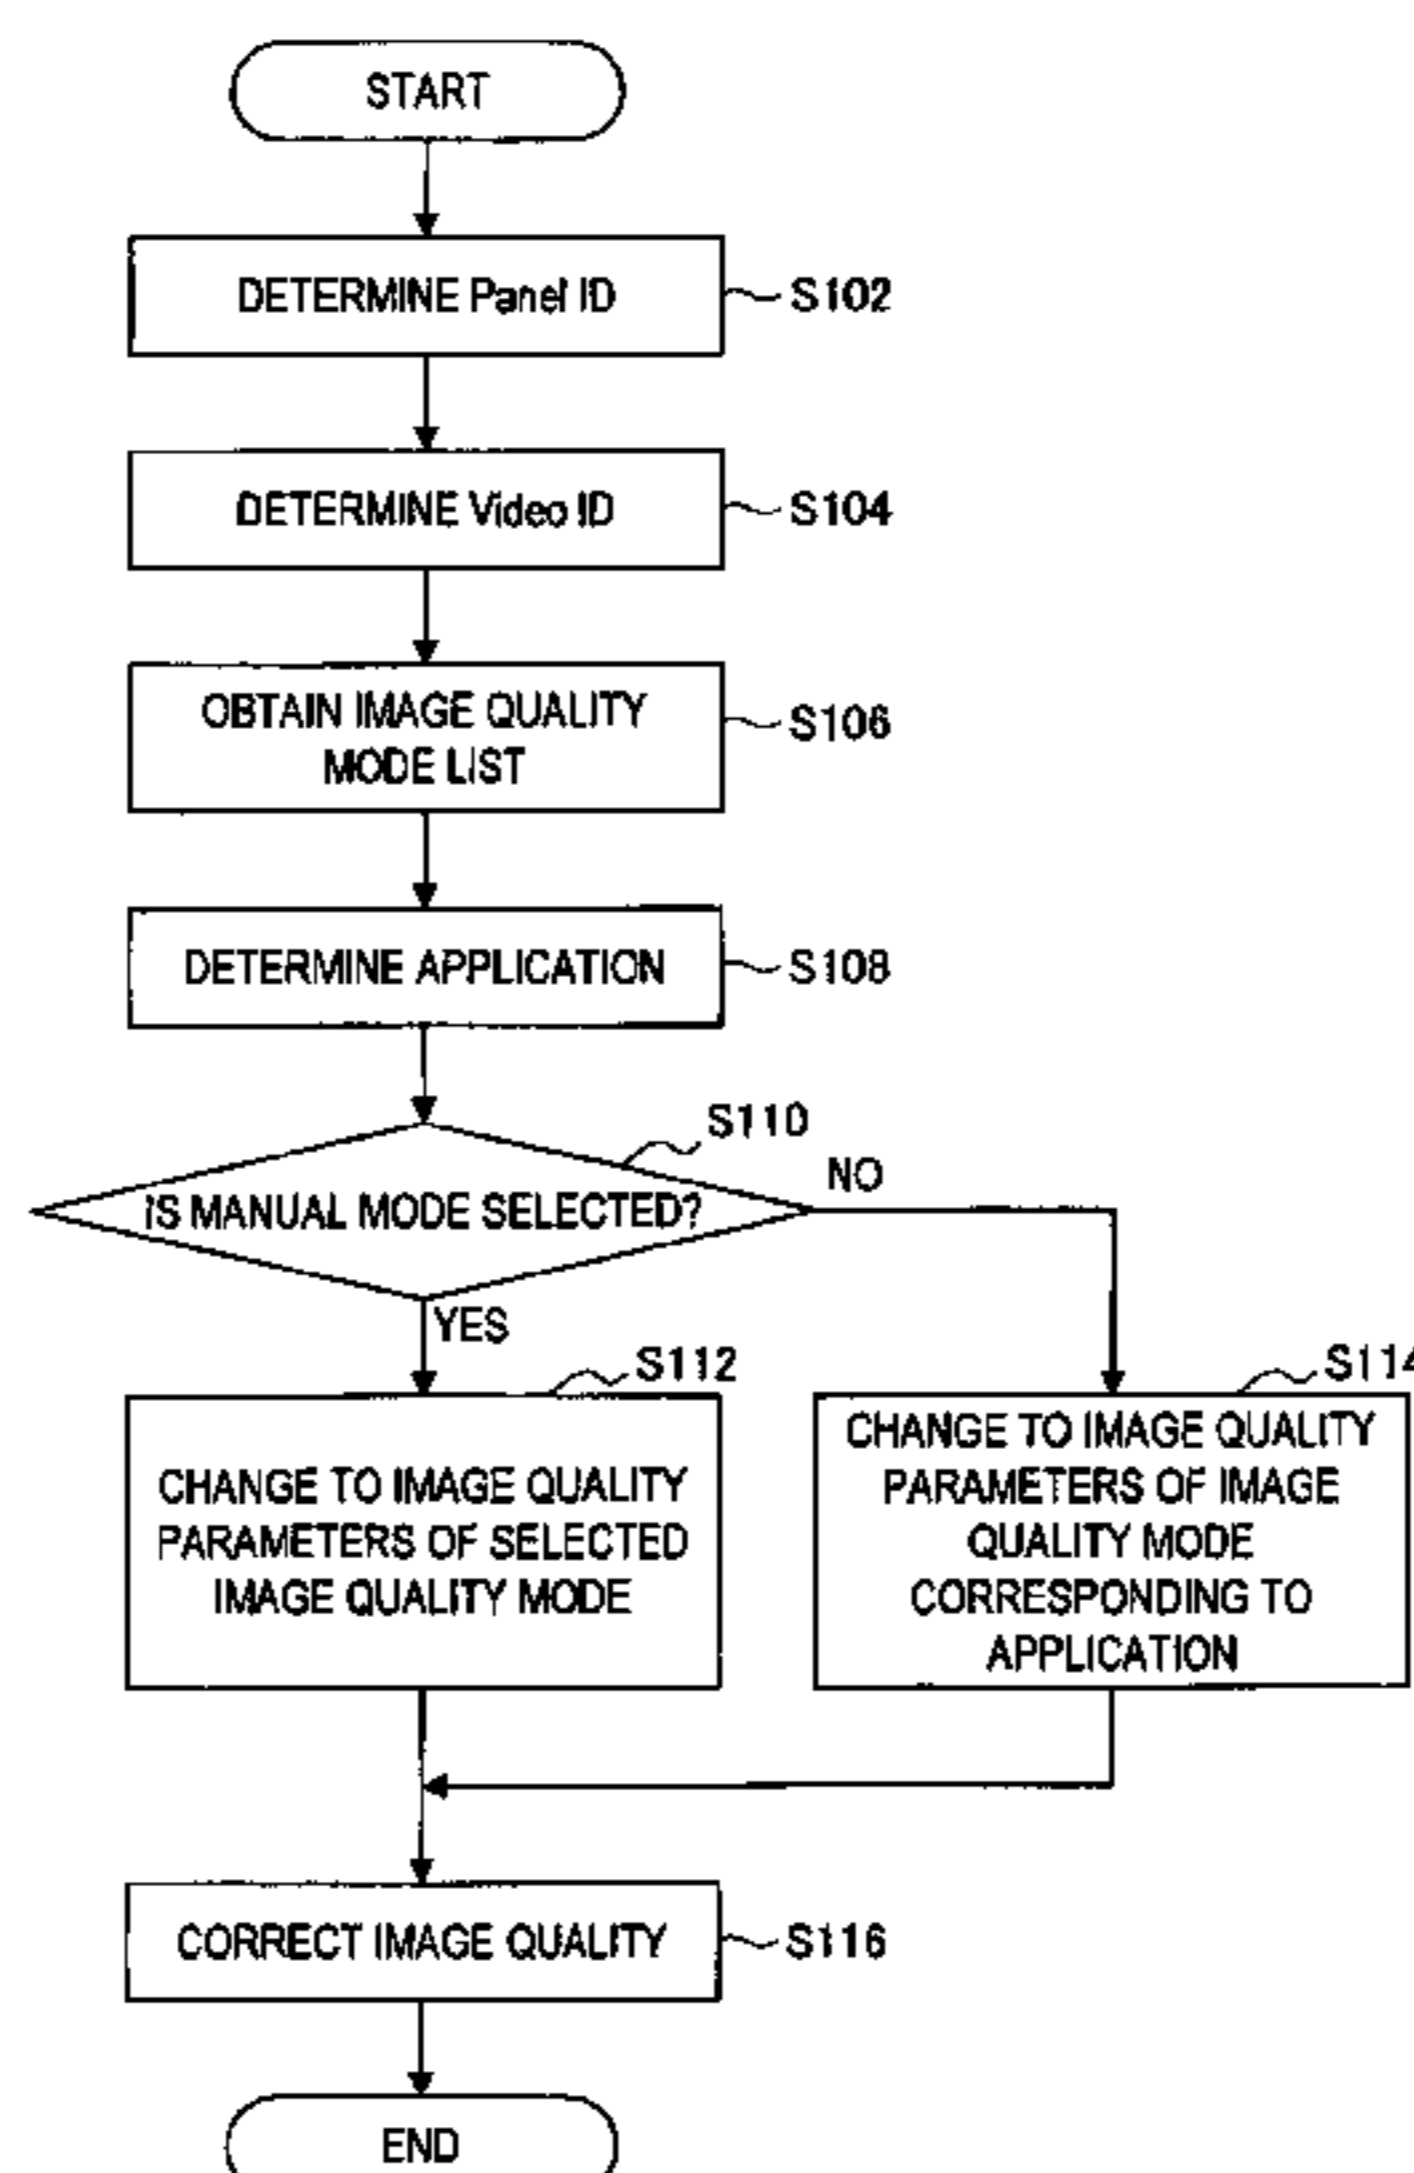 START
DETERMINE Panel ID
S102
DETERMINE Video ID
S104
OBTAIN IMAGE QUALITY
MODE LIST
S106
DETERMINE APPLICATION
S108
S110
IS MANUAL MODE SELECTED?
NO
YES
S112
CHANGE TO IMAGE QUALITY
PARAMETERS OF SELECTED
IMAGE QUALITY MODE
S114
CHANGE TO IMAGE QUALITY
PARAMETERS OF IMAGE
QUALITY MODE
CORRESPONDING TO
APPLICATION
CORRECT IMAGE QUALITY
S116
END